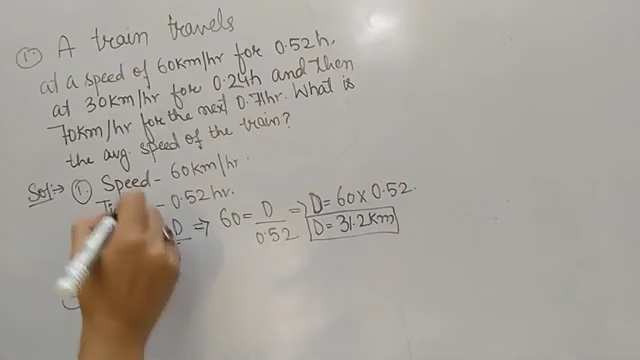 ① A train travels
at a speed of 60km/hr for 0.52h,
at 30km/hr for 0.24h and then
70km/hr for the next 0.71hr. What is
the avg. speed of the train?
Sol:→ ① Speed - 60km/hr.
- 0.52hr.
D ⇒ 60 = D/0.52 ⇒ D = 60 × 0.52.
D = 31.2km